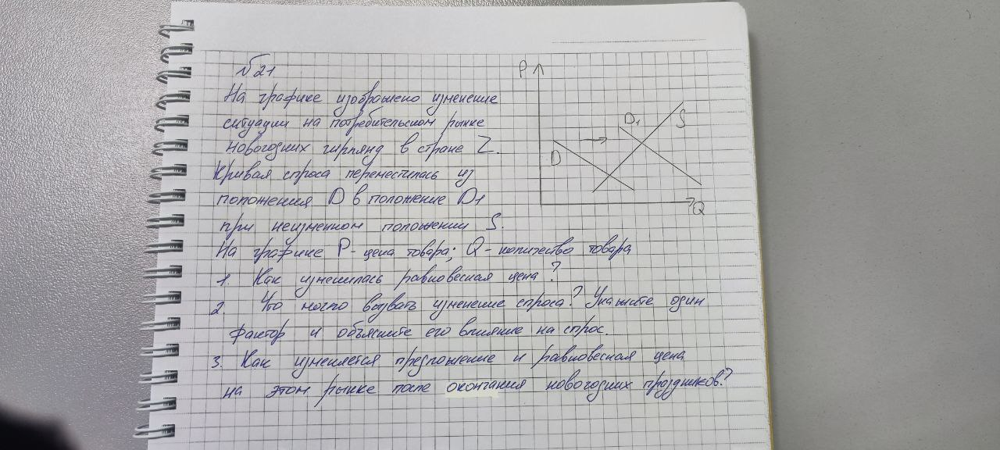 №21
На графике изображено изменение
ситуации на потребительском рынке
новогодних гирлянд в стране Z.
Кривая спроса переместилась из
положения D в положение D1
при неизменном положении S.
На графике P - цена товара; Q - количество товара
1. Как изменилась равновесная цена?
2. Что могло вызвать изменение спроса? Укажите один
фактор и объясните его влияние на спрос.
3. Как изменяется предложение и равновесная цена
на этом рынке после окончания новогодних праздников?
P
D
D1
S
Q